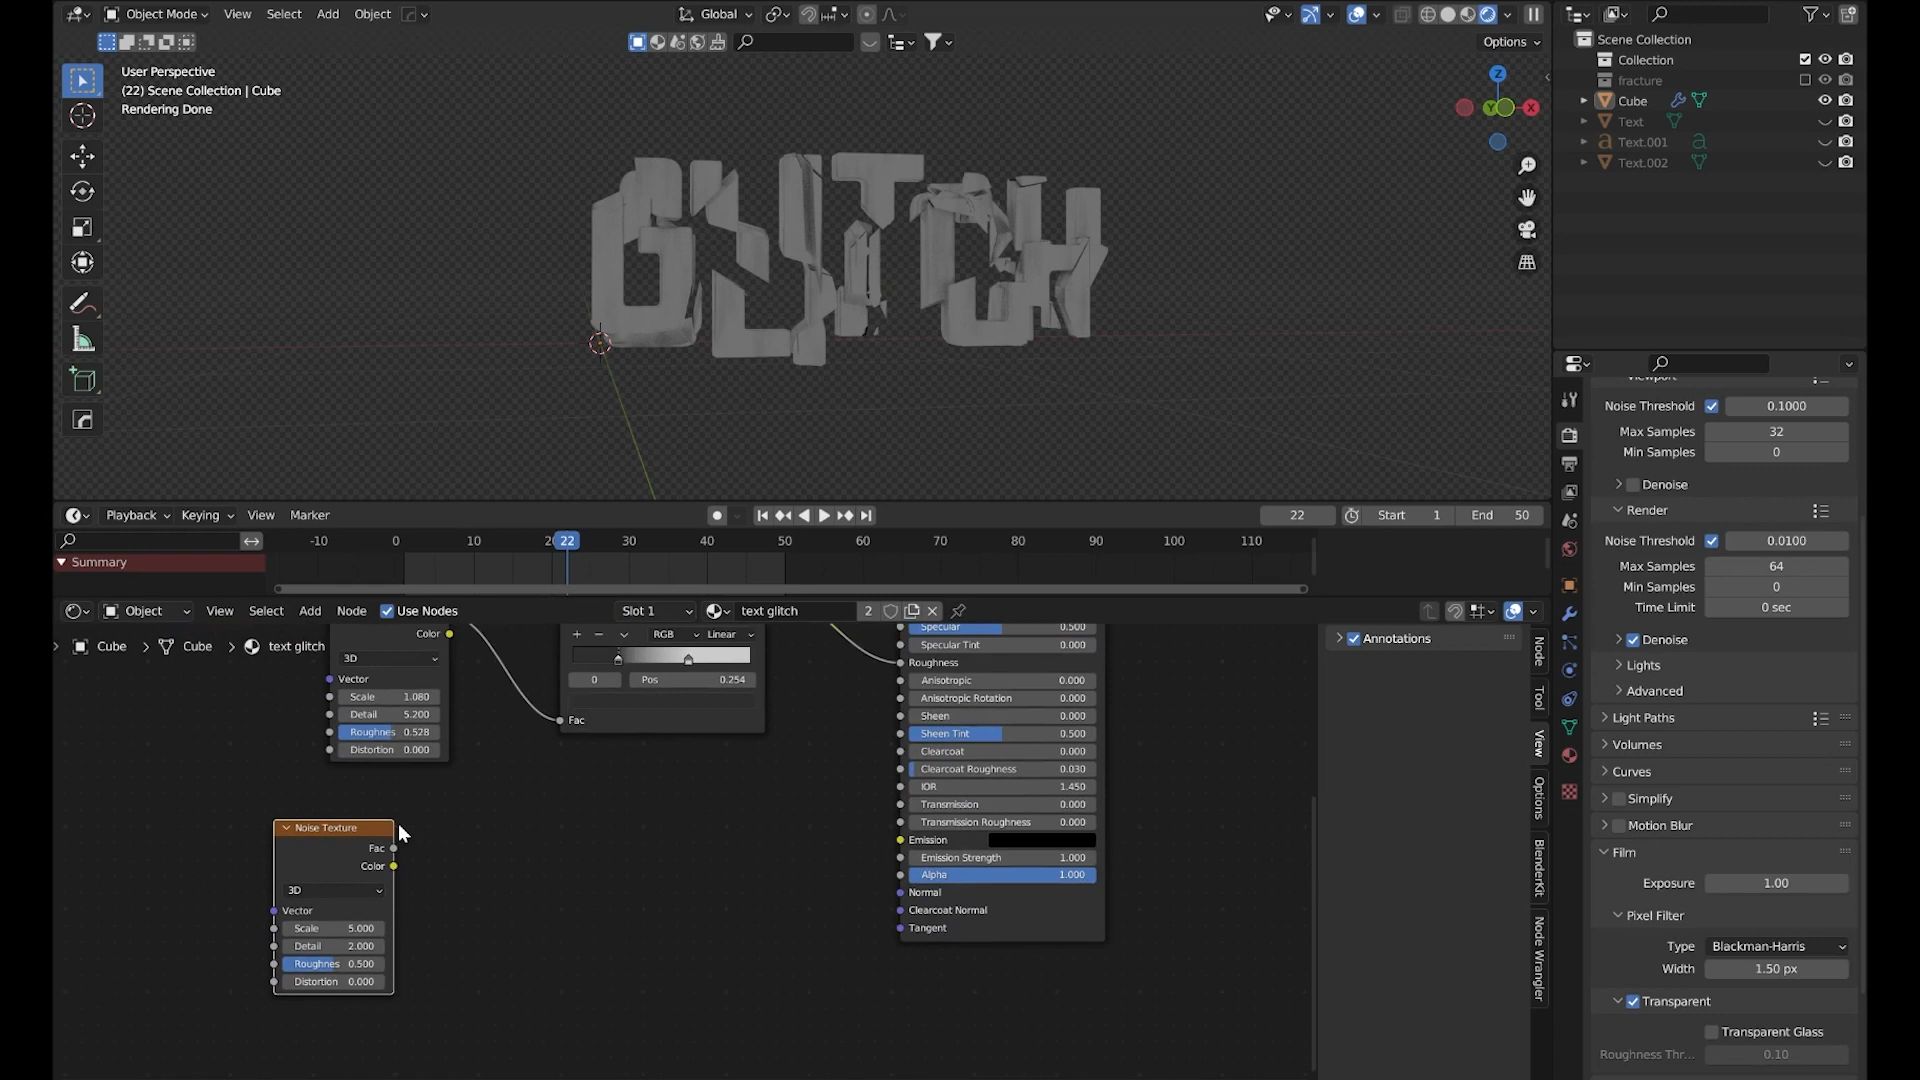 Object Mode View Select Add Object Global
Options
User Perspective
(22) Scene Collection | Cube
Rendering Done
Z
Y
X
GLITCH
Scene Collection
Collection
fracture
Cube
Text
Text.001
Text.002
Playback Keying View Marker 22 Start 1 End 50
-10 0 10 20 22 30 40 50 60 70 80 90 100 110
Summary
Object View Select Add Node Use Nodes Slot 1 text glitch 2
Cube Cube text glitch
Color
3D
Vector
Scale 1.080
Detail 5.200
Roughnes 0.528
Distortion 0.000
RGB Linear
0 Pos 0.254
Fac
Noise Texture
Fac
Color
3D
Vector
Scale 5.000
Detail 2.000
Roughnes 0.500
Distortion 0.000
Specular 0.500
Specular Tint 0.000
Roughness
Anisotropic 0.000
Anisotropic Rotation 0.000
Sheen 0.000
Sheen Tint 0.500
Clearcoat 0.000
Clearcoat Roughness 0.030
IOR 1.450
Transmission 0.000
Transmission Roughness 0.000
Emission
Emission Strength 1.000
Alpha 1.000
Normal
Clearcoat Normal
Tangent
Annotations
Node
Tool
View
Options
BlenderKit
Node Wrangler
Viewport
Noise Threshold 0.1000
Max Samples 32
Min Samples 0
Denoise
Render
Noise Threshold 0.0100
Max Samples 64
Min Samples 0
Time Limit 0 sec
Denoise
Lights
Advanced
Light Paths
Volumes
Curves
Simplify
Motion Blur
Film
Exposure 1.00
Pixel Filter
Type Blackman-Harris
Width 1.50 px
Transparent
Transparent Glass
Roughness Thr... 0.10